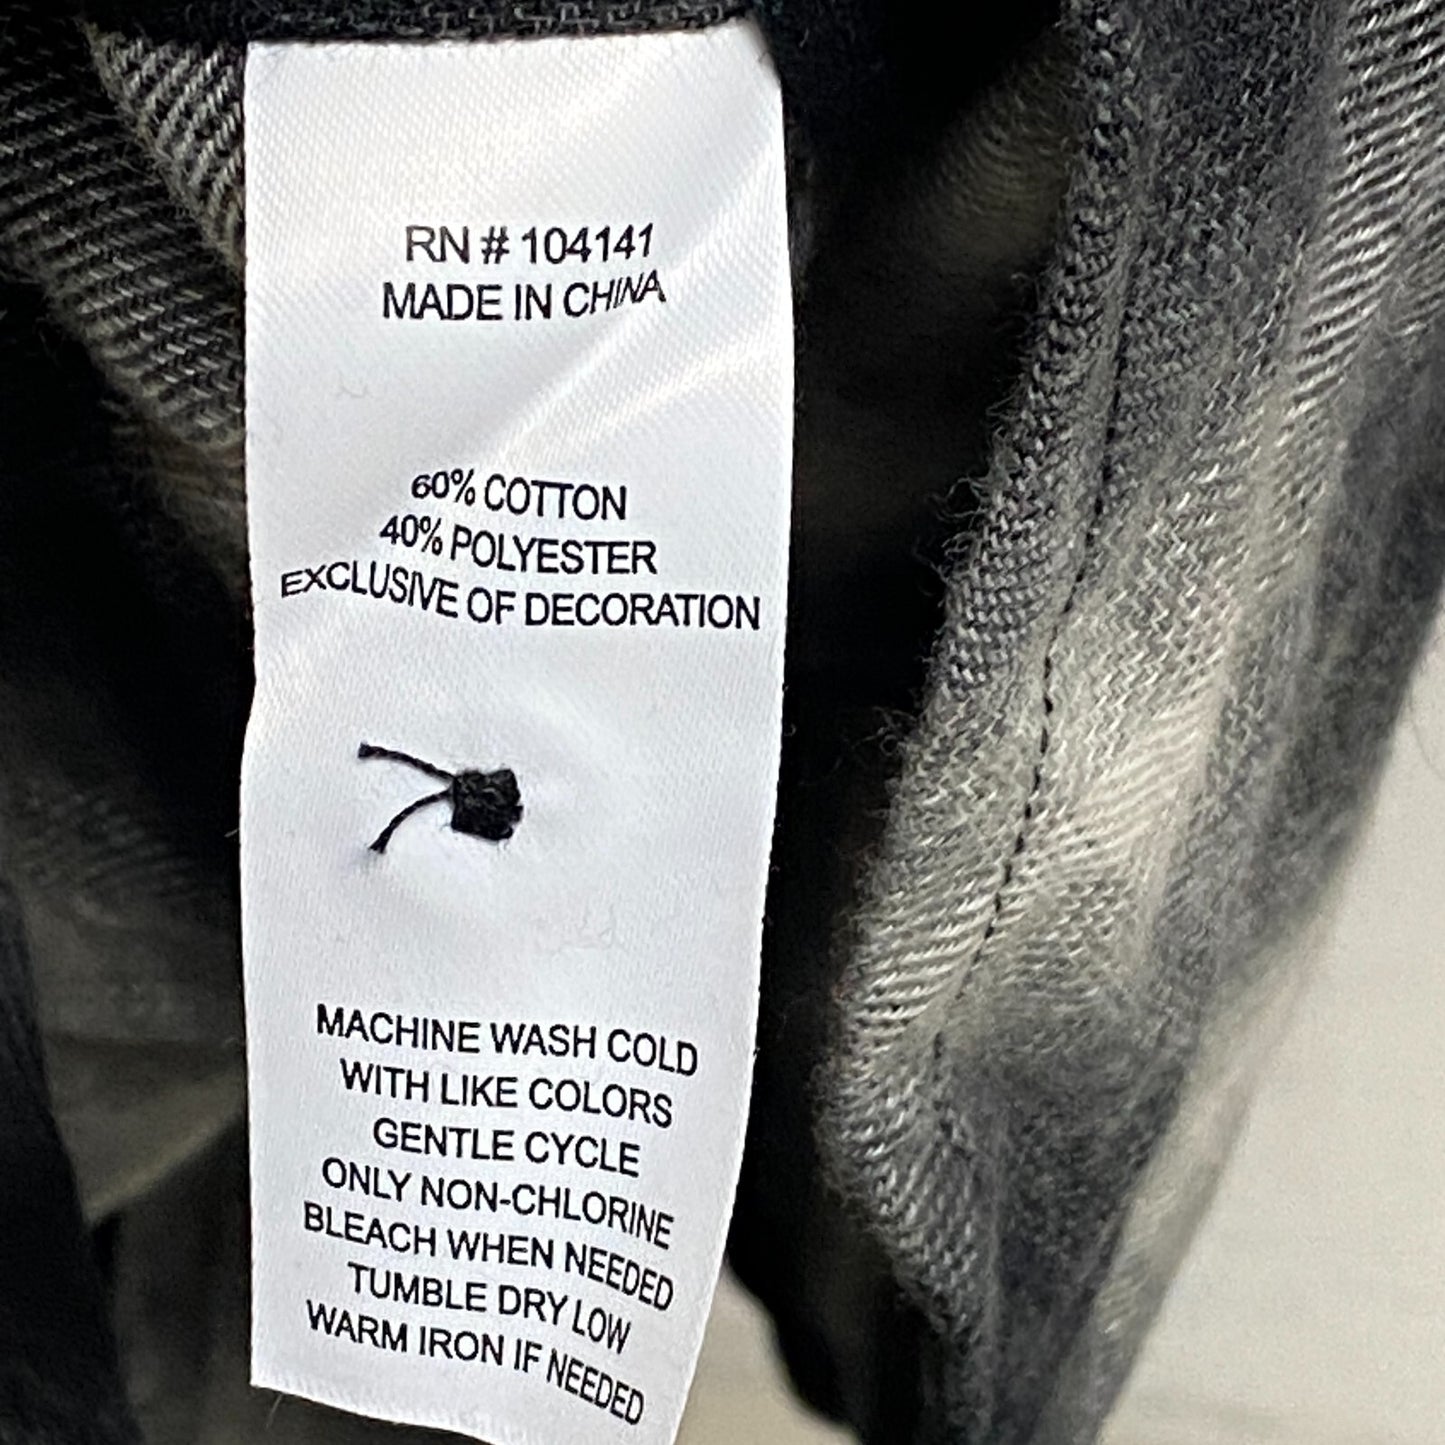 RN # 104141
MADE IN CHINA
60% COTTON
40% POLYESTER
EXCLUSIVE OF DECORATION
MACHINE WASH COLD
WITH LIKE COLORS
GENTLE CYCLE
ONLY NON-CHLORINE
BLEACH WHEN NEEDED
TUMBLE DRY LOW
WARM IRON IF NEEDED